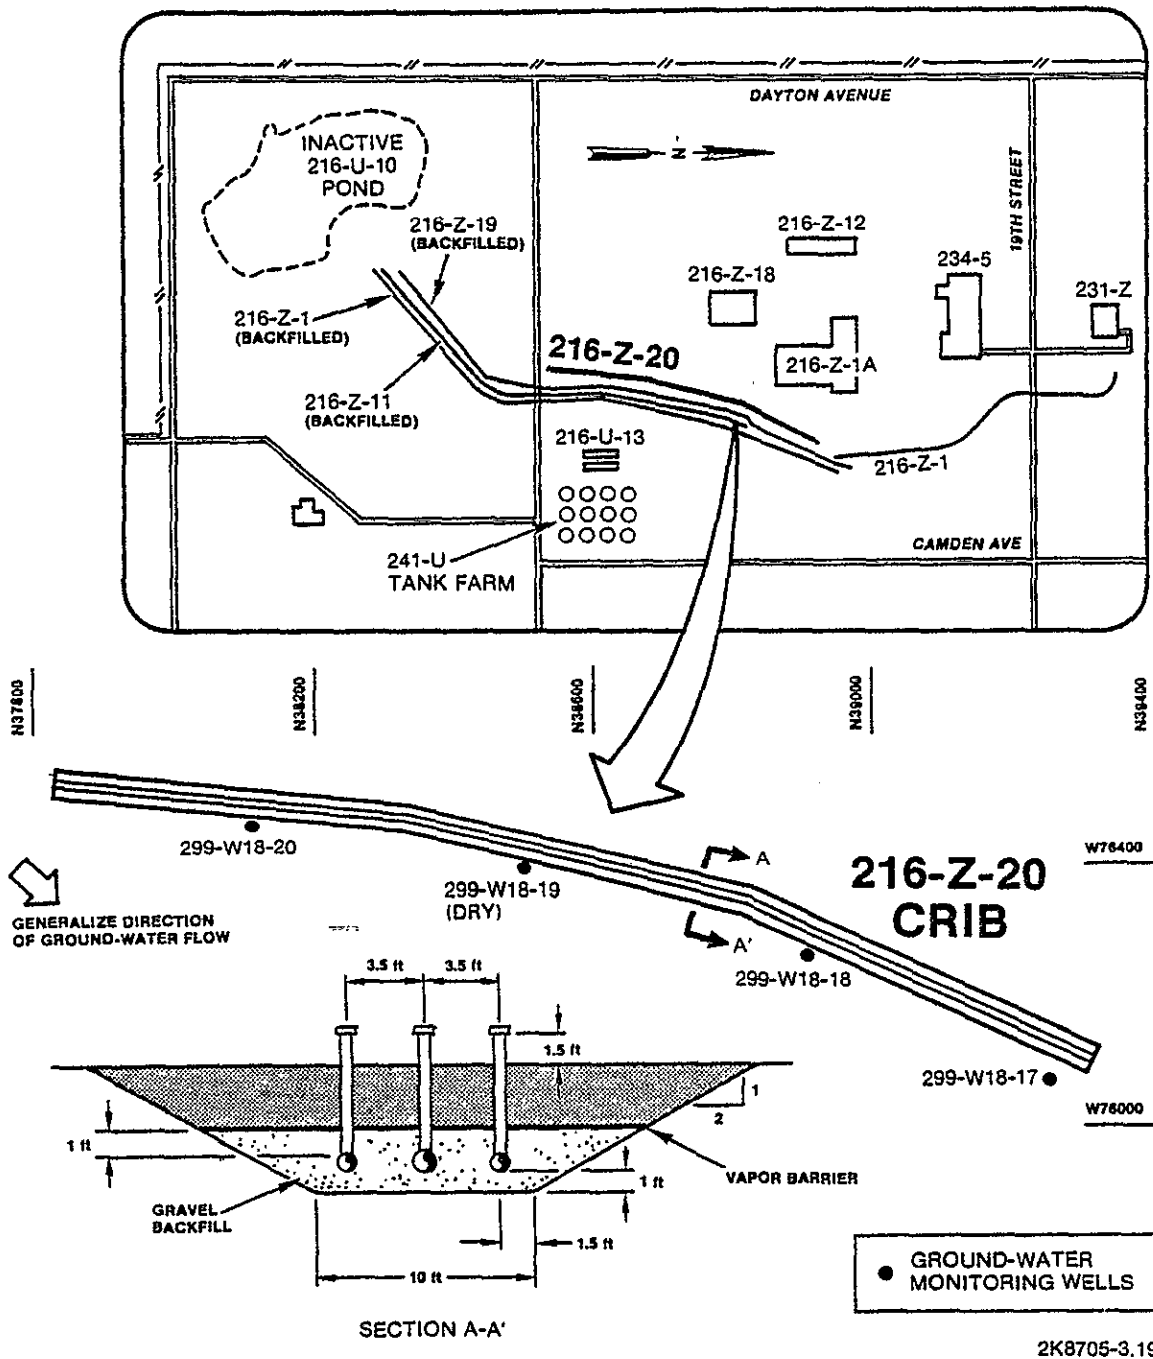 DAYTON AVENUE
INACTIVE
216-U-10
POND
N
19TH STREET
216-Z-19
(BACKFILLED)
216-Z-12
216-Z-18
234-5
231-Z
216-Z-1
(BACKFILLED)
216-Z-20
216-Z-1A
216-Z-11
(BACKFILLED)
216-U-13
216-Z-1
241-U
TANK FARM
CAMDEN AVE
N37800
N38200
N38600
N39000
N39400
299-W18-20
299-W18-19
(DRY)
A
A'
216-Z-20
CRIB
W76400
GENERALIZE DIRECTION
OF GROUND-WATER FLOW
299-W18-18
299-W18-17
W76000
3.5 ft
3.5 ft
1.5 ft
1
2
1 ft
1 ft
VAPOR BARRIER
GRAVEL
BACKFILL
1.5 ft
10 ft
SECTION A-A'
GROUND-WATER
MONITORING WELLS
2K8705-3.19